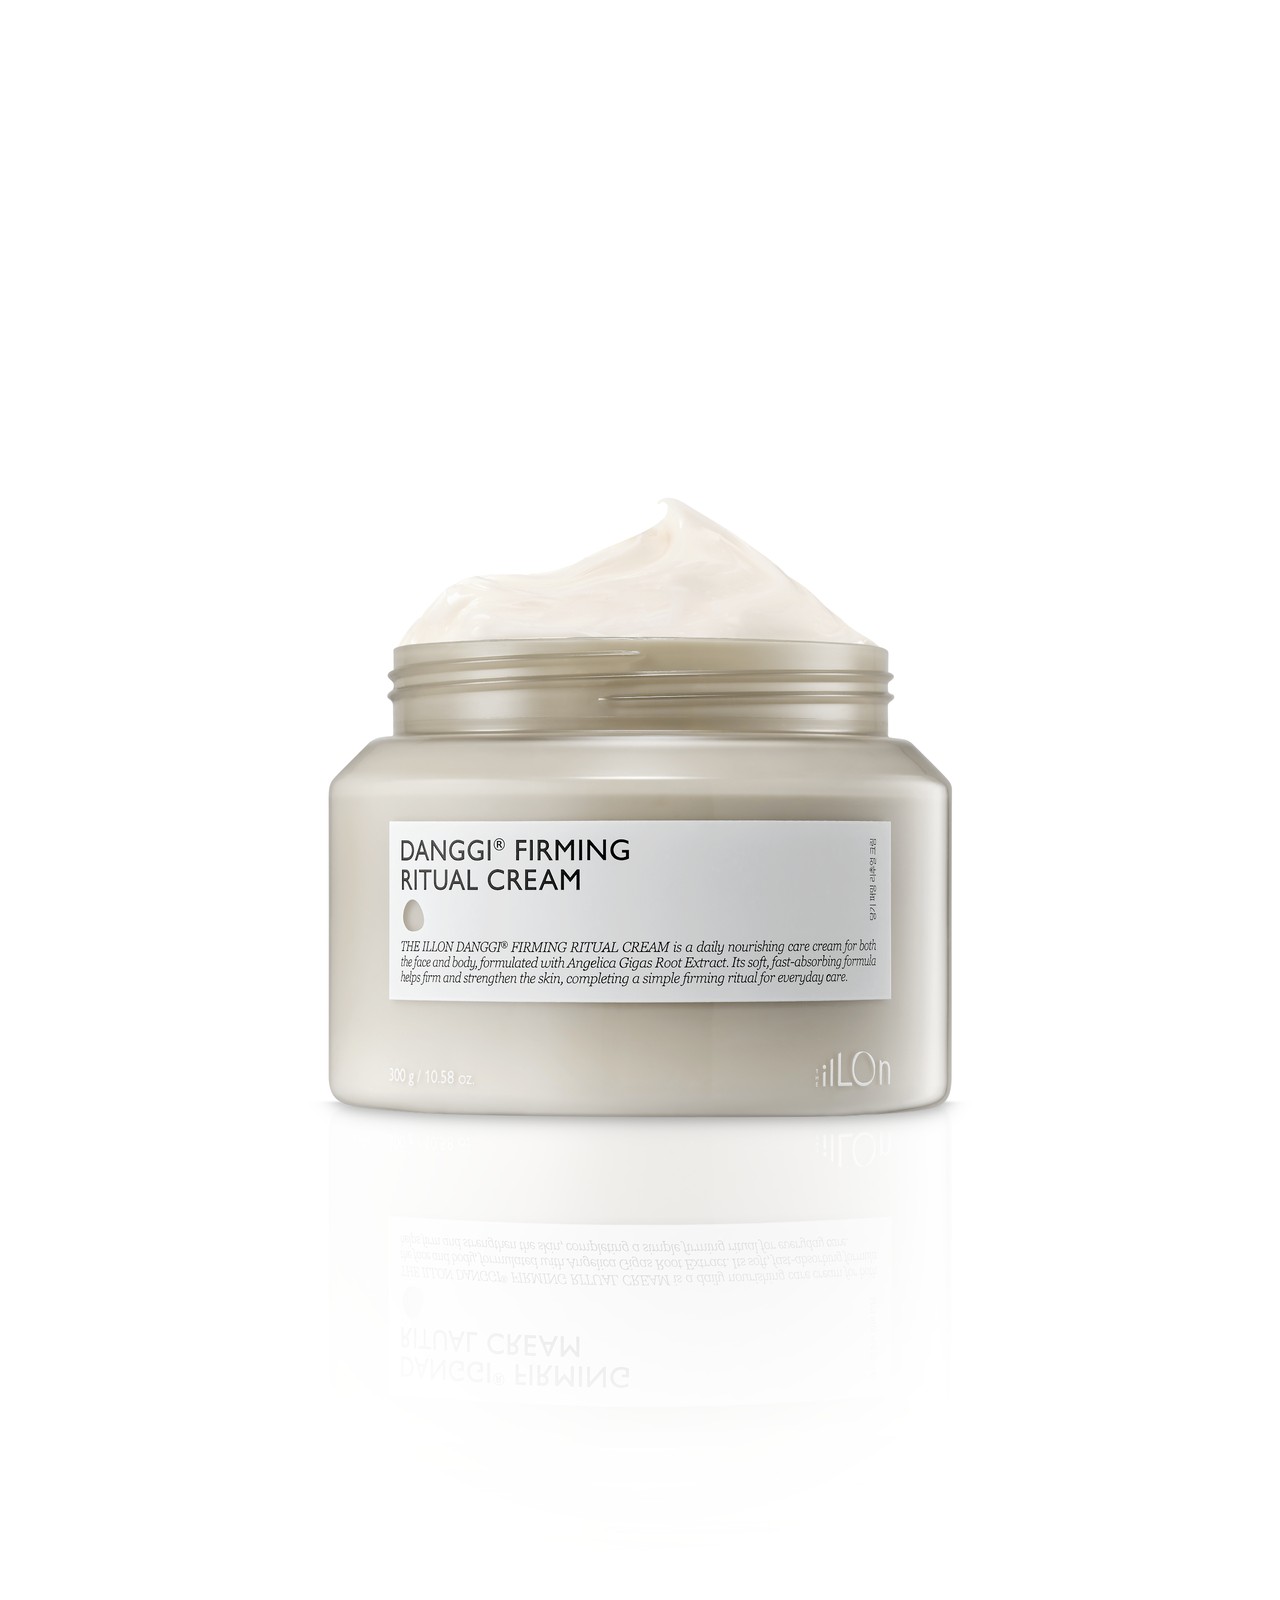 DANGGI® FIRMING
RITUAL CREAM
THE ILLON DANGGI® FIRMING RITUAL CREAM is a daily nourishing care cream for both
the face and body, formulated with Angelica Gigas Root Extract. Its soft, fast-absorbing formula
helps firm and strengthen the skin, completing a simple firming ritual for everyday care.
300 g / 10.58 oz.
illOn